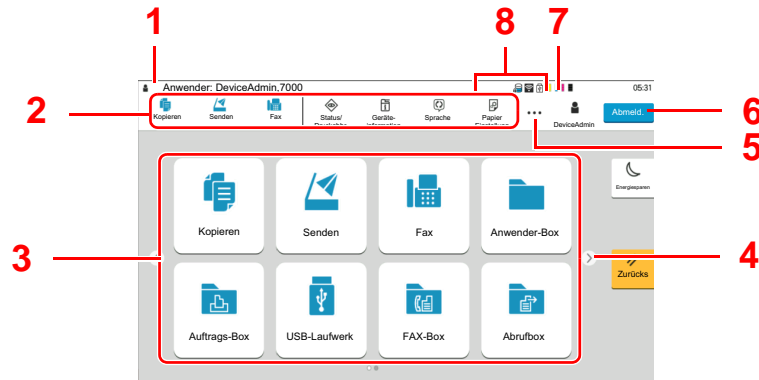 1
8
7
Anwender: DeviceAdmin,7000
05:31
2
Kopieren
Senden
Fax
Status/
Geräte-
Sprache
Papier
DeviceAdmin
Abmeld.
6
5
Energiesparen
Kopieren
Senden
Fax
Anwender-Box
3
4
Zurücks
Auftrags-Box
USB-Laufwerk
FAX-Box
Abrufbox